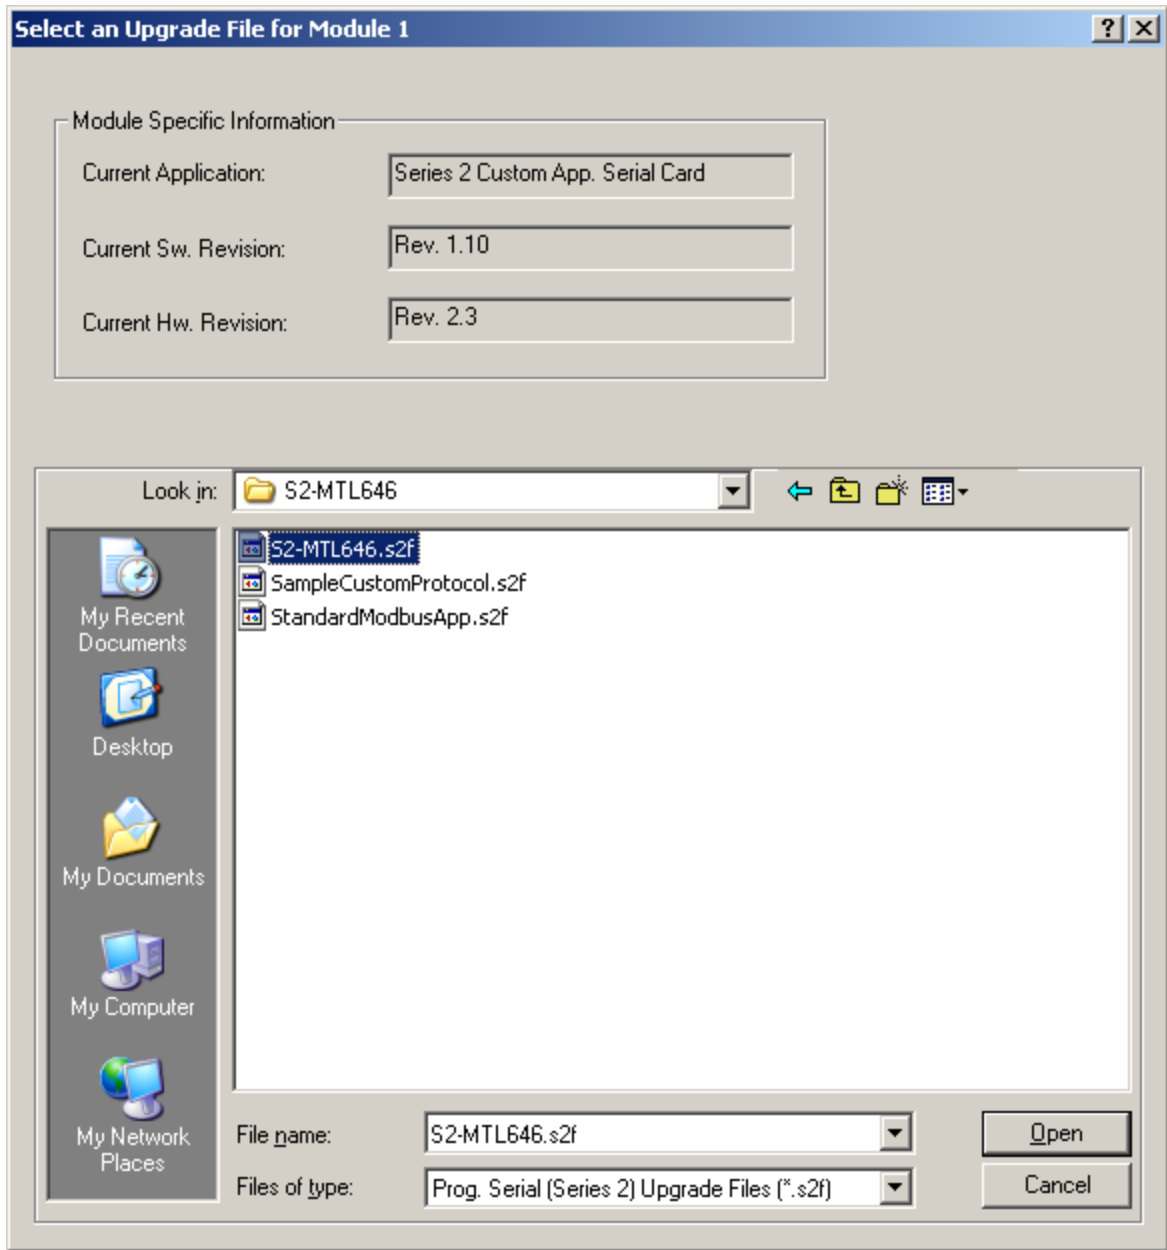 Select an Upgrade File for Module 1
Module Specific Information
Current Application: Series 2 Custom App. Serial Card
Current Sw. Revision: Rev. 1.10
Current Hw. Revision: Rev. 2.3
Look in: S2-MTL646
S2-MTL646.s2f
SampleCustomProtocol.s2f
StandardModbusApp.s2f
My Recent
Documents
Desktop
My Documents
My Computer
My Network
Places
File name: S2-MTL646.s2f Open
Files of type: Prog. Serial (Series 2) Upgrade Files (*.s2f) Cancel